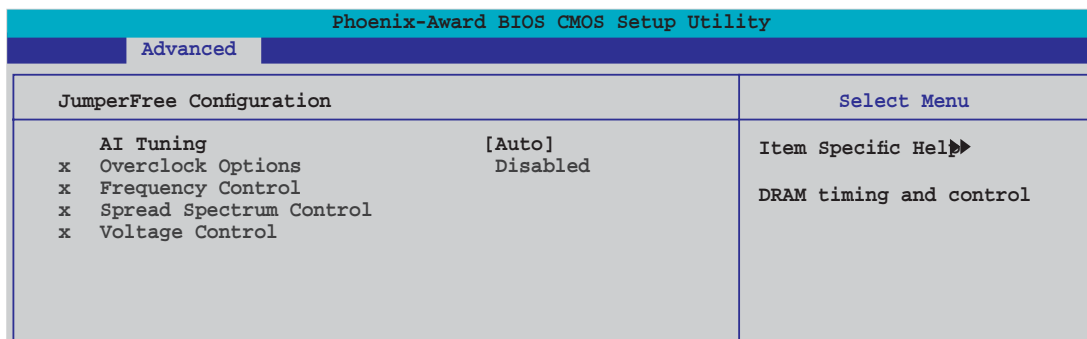 Phoenix-Award BIOS CMOS Setup Utility
Advanced
JumperFree Configuration
Select Menu
AI Tuning [Auto]
x Overclock Options Disabled
x Frequency Control
x Spread Spectrum Control
x Voltage Control
Item Specific Help
DRAM timing and control